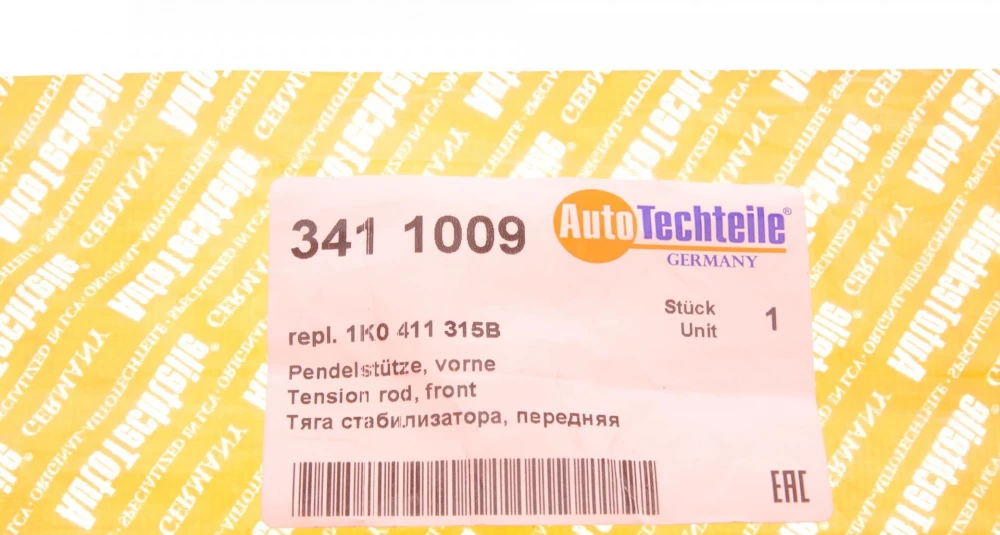 341 1009
AutoTechteile®
GERMANY
Stück
Unit
1
repl. 1K0 411 315B
Pendelstütze, vorne
Tension rod, front
Тяга стабилизатора, передняя
EAC